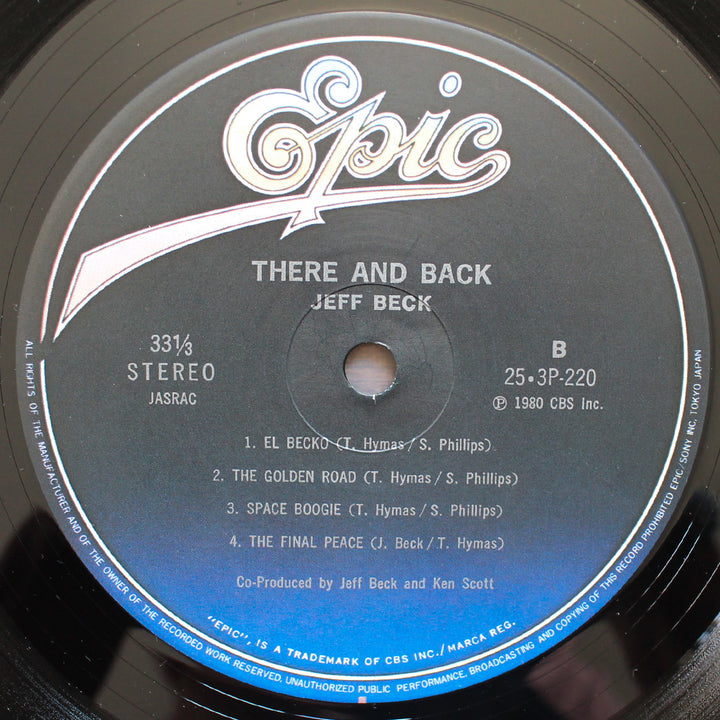 Epic
THERE AND BACK
JEFF BECK
33⅓
STEREO
JASRAC
B
25•3P-220
Ⓟ 1980 CBS Inc.
1. EL BECKO (T. Hymas/S. Phillips)
2. THE GOLDEN ROAD (T. Hymas/S. Phillips)
3. SPACE BOOGIE (T. Hymas/S. Phillips)
4. THE FINAL PEACE (J. Beck/T. Hymas)
Co-Produced by Jeff Beck and Ken Scott
"EPIC", IS A TRADEMARK OF CBS INC./MARCA REG.
ALL RIGHTS OF THE MANUFACTURER AND OF THE OWNER OF THE RECORDED WORK RESERVED. UNAUTHORIZED PUBLIC PERFORMANCE, BROADCASTING AND COPYING OF THIS RECORD PROHIBITED EPIC/SONY INC. TOKYO JAPAN